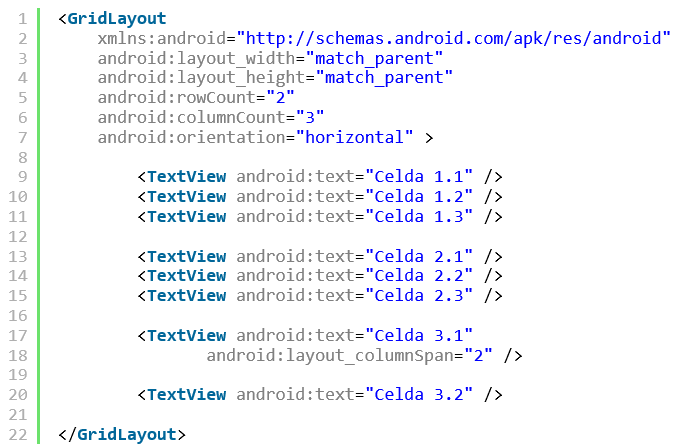 1 <GridLayout
2 xmlns:android="http://schemas.android.com/apk/res/android"
3 android:layout_width="match_parent"
4 android:layout_height="match_parent"
5 android:rowCount="2"
6 android:columnCount="3"
7 android:orientation="horizontal" >
8
9 <TextView android:text="Celda 1.1" />
10 <TextView android:text="Celda 1.2" />
11 <TextView android:text="Celda 1.3" />
12
13 <TextView android:text="Celda 2.1" />
14 <TextView android:text="Celda 2.2" />
15 <TextView android:text="Celda 2.3" />
16
17 <TextView android:text="Celda 3.1"
18 android:layout_columnSpan="2" />
19
20 <TextView android:text="Celda 3.2" />
21
22 </GridLayout>